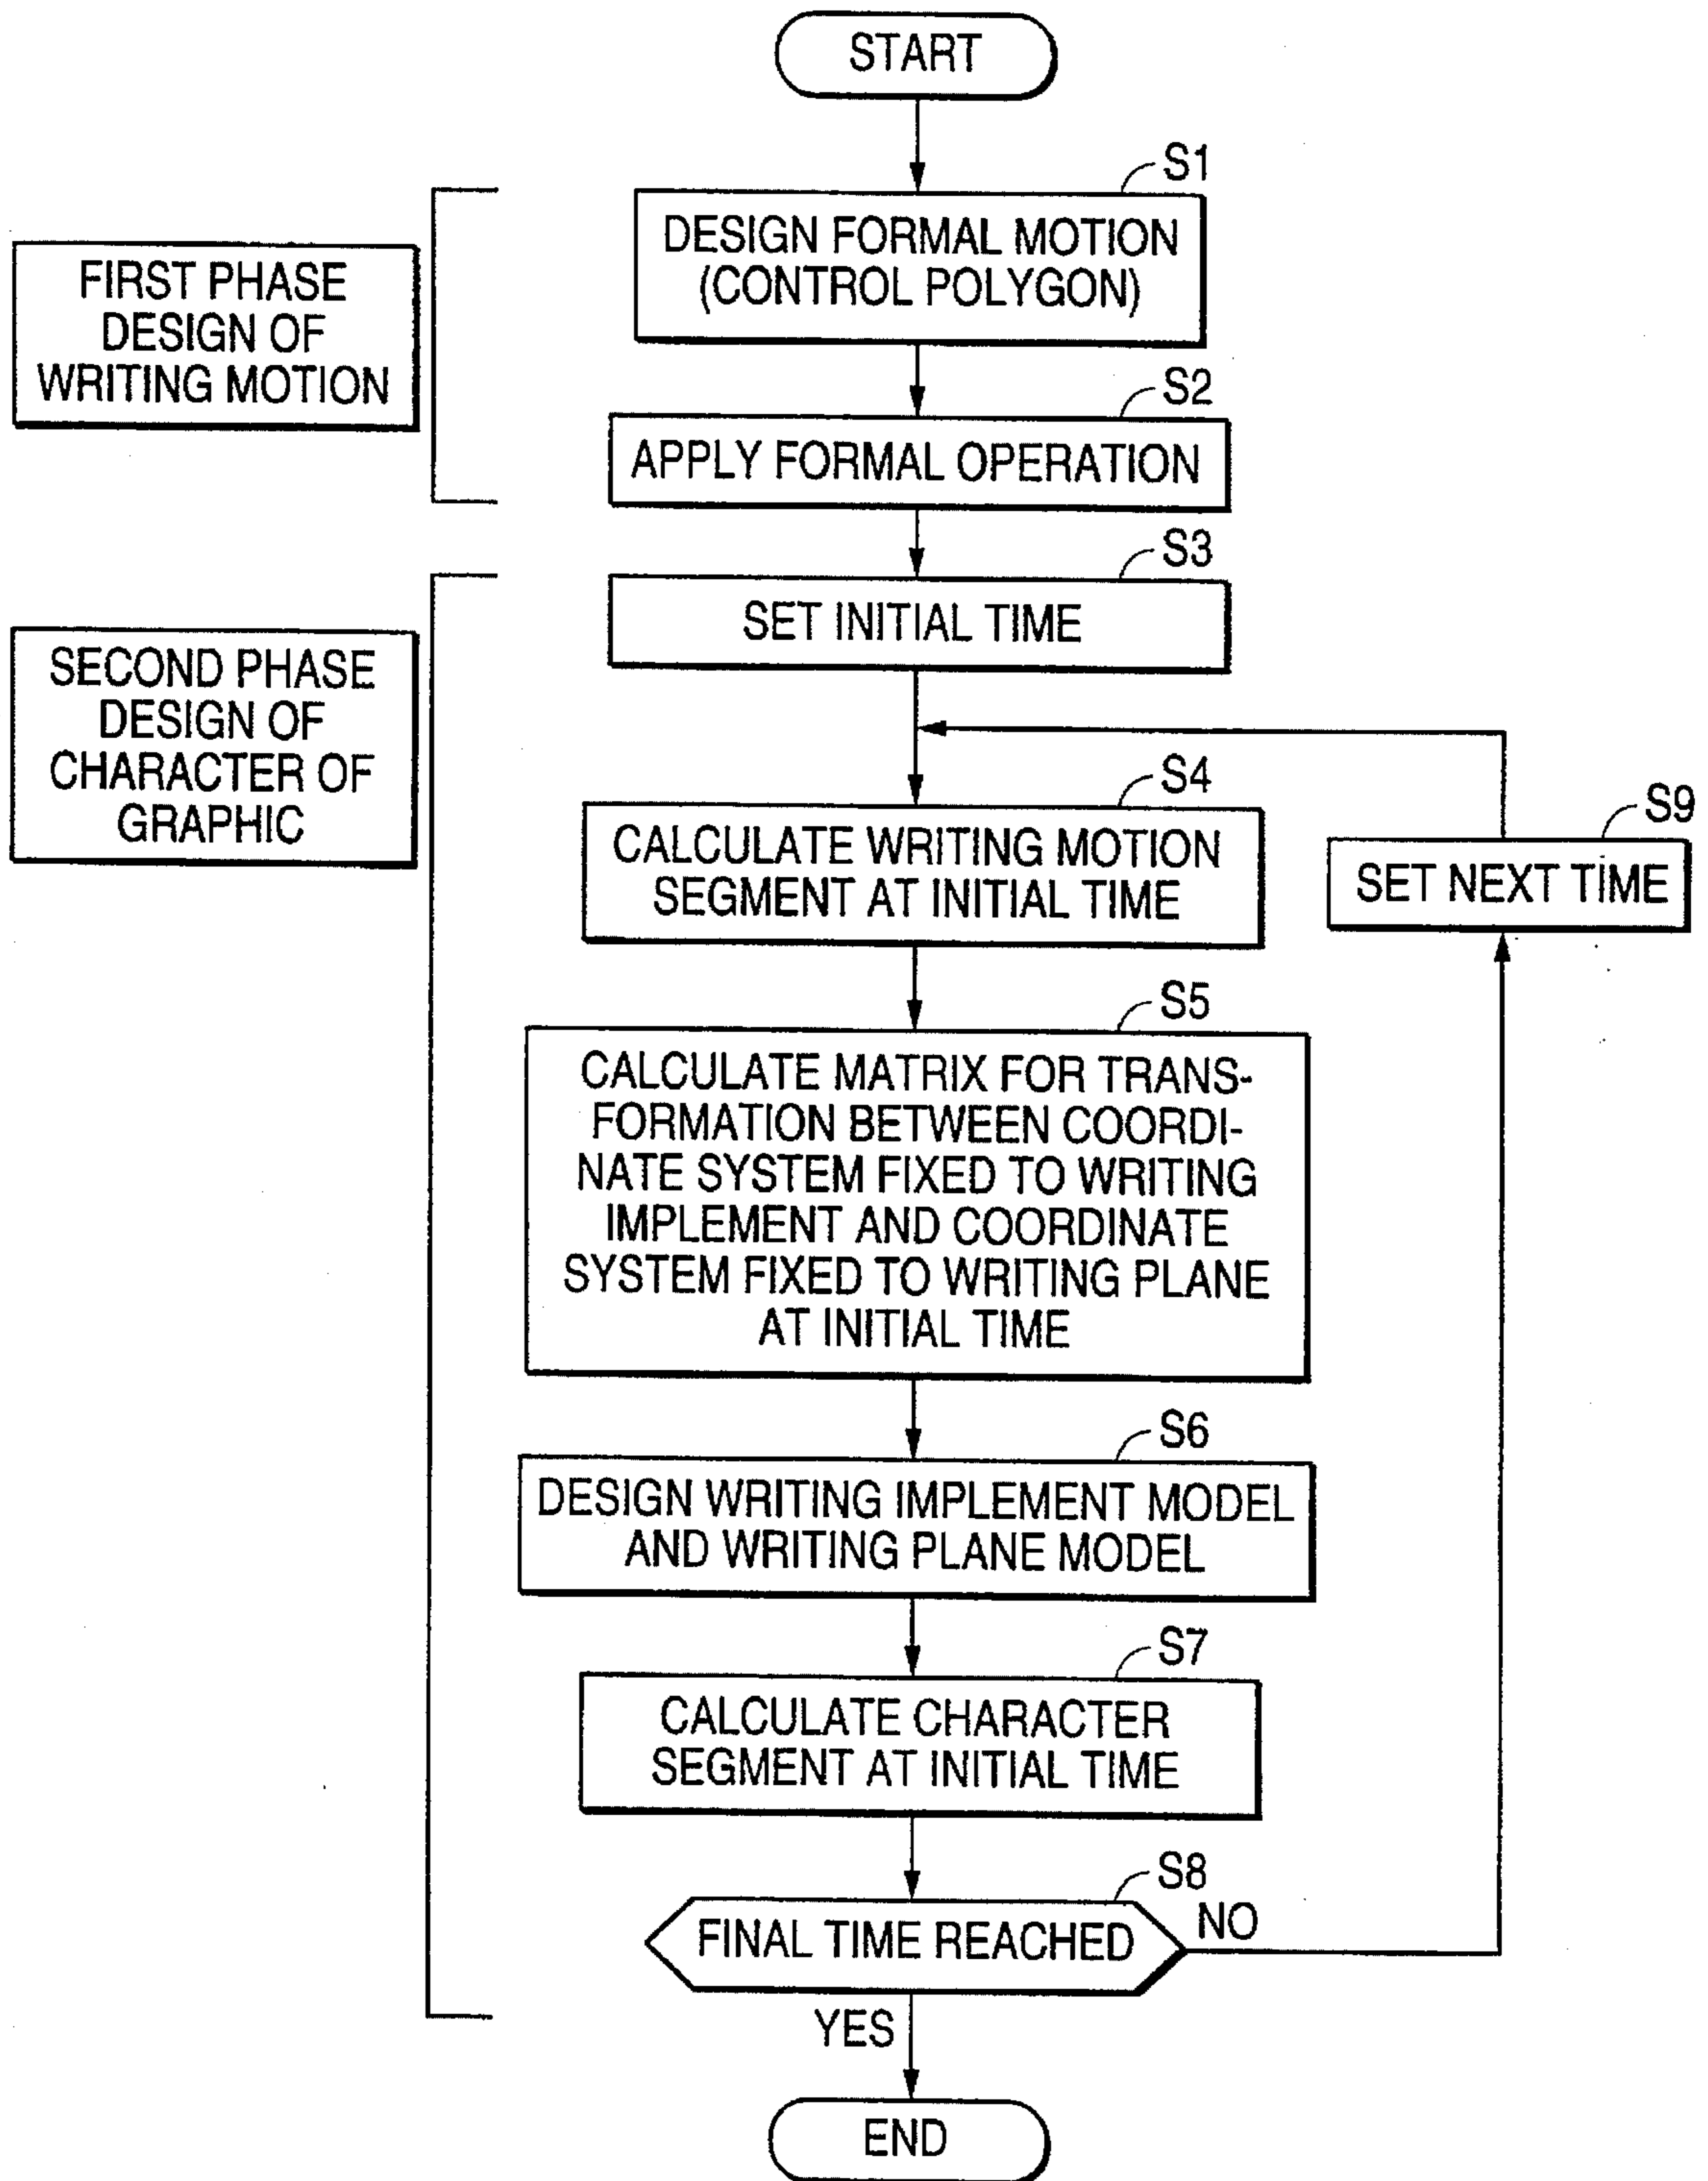 START
S1
DESIGN FORMAL MOTION
(CONTROL POLYGON)
FIRST PHASE
DESIGN OF
WRITING MOTION
S2
APPLY FORMAL OPERATION
S3
SET INITIAL TIME
SECOND PHASE
DESIGN OF
CHARACTER OF
GRAPHIC
S4
CALCULATE WRITING MOTION
SEGMENT AT INITIAL TIME
S9
SET NEXT TIME
S5
CALCULATE MATRIX FOR TRANS-
FORMATION BETWEEN COORDI-
NATE SYSTEM FIXED TO WRITING
IMPLEMENT AND COORDINATE
SYSTEM FIXED TO WRITING PLANE
AT INITIAL TIME
S6
DESIGN WRITING IMPLEMENT MODEL
AND WRITING PLANE MODEL
S7
CALCULATE CHARACTER
SEGMENT AT INITIAL TIME
S8
FINAL TIME REACHED
NO
YES
END